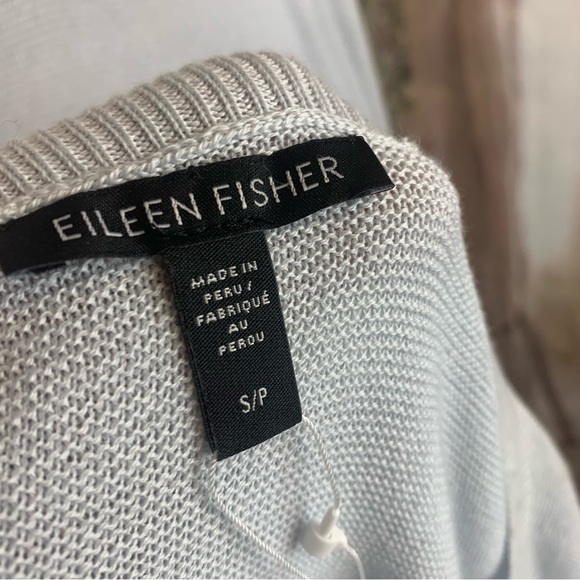 EILEEN FISHER
MADE IN
PERU /
FABRIQUÉ
AU
PEROU
S/P